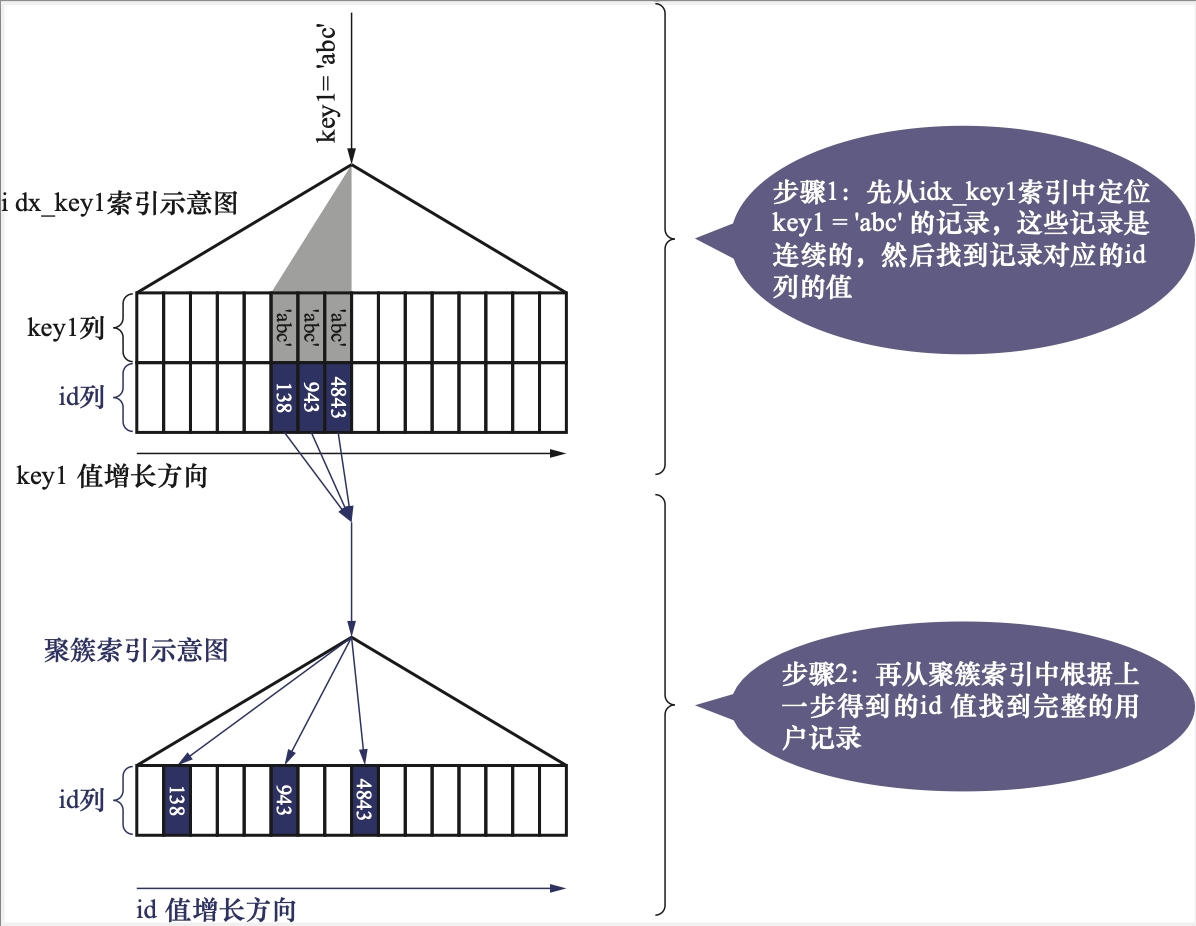 key1 = 'abc'
i dx_key1索引示意图
key1列
'abc'
'abc'
'abc'
id列
138
943
4843
key1 值增长方向
步骤1：先从idx_key1索引中定位
key1 = 'abc' 的记录，这些记录是
连续的，然后找到记录对应的id
列的值
聚簇索引示意图
id列
138
943
4843
id 值增长方向
步骤2：再从聚簇索引中根据上
一步得到的id 值找到完整的用
户记录